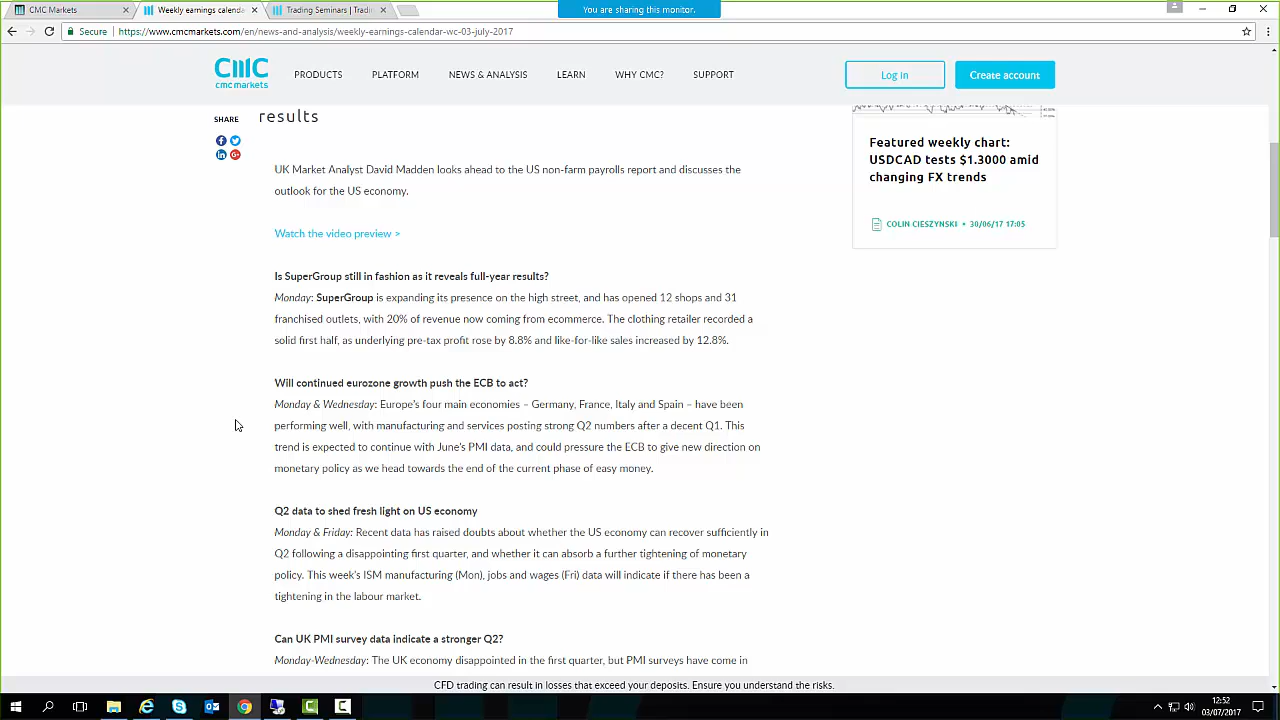 CMC Markets
Weekly earnings calenda
Trading Seminars | Tradi
You are sharing this monitor.
Secure
https://www.cmcmarkets.com/en/news-and-analysis/weekly-earnings-calendar-wc-03-july-2017
cmc
cmc markets
PRODUCTS
PLATFORM
NEWS & ANALYSIS
LEARN
WHY CMC?
SUPPORT
Log in
Create account
SHARE
results
UK Market Analyst David Madden looks ahead to the US non-farm payrolls report and discusses the
outlook for the US economy.
Watch the video preview >
Is SuperGroup still in fashion as it reveals full-year results?
Monday: SuperGroup is expanding its presence on the high street, and has opened 12 shops and 31
franchised outlets, with 20% of revenue now coming from ecommerce. The clothing retailer recorded a
solid first half, as underlying pre-tax profit rose by 8.8% and like-for-like sales increased by 12.8%.
Will continued eurozone growth push the ECB to act?
Monday & Wednesday: Europe's four main economies – Germany, France, Italy and Spain – have been
performing well, with manufacturing and services posting strong Q2 numbers after a decent Q1. This
trend is expected to continue with June's PMI data, and could pressure the ECB to give new direction on
monetary policy as we head towards the end of the current phase of easy money.
Q2 data to shed fresh light on US economy
Monday & Friday: Recent data has raised doubts about whether the US economy can recover sufficiently in
Q2 following a disappointing first quarter, and whether it can absorb a further tightening of monetary
policy. This week's ISM manufacturing (Mon), jobs and wages (Fri) data will indicate if there has been a
tightening in the labour market.
Can UK PMI survey data indicate a stronger Q2?
Monday-Wednesday: The UK economy disappointed in the first quarter, but PMI surveys have come in
Featured weekly chart:
USDCAD tests $1.3000 amid
changing FX trends
COLIN CIESZYNSKI • 30/06/17 17:05
CFD trading can result in losses that exceed your deposits. Ensure you understand the risks.
12:52
03/07/2017